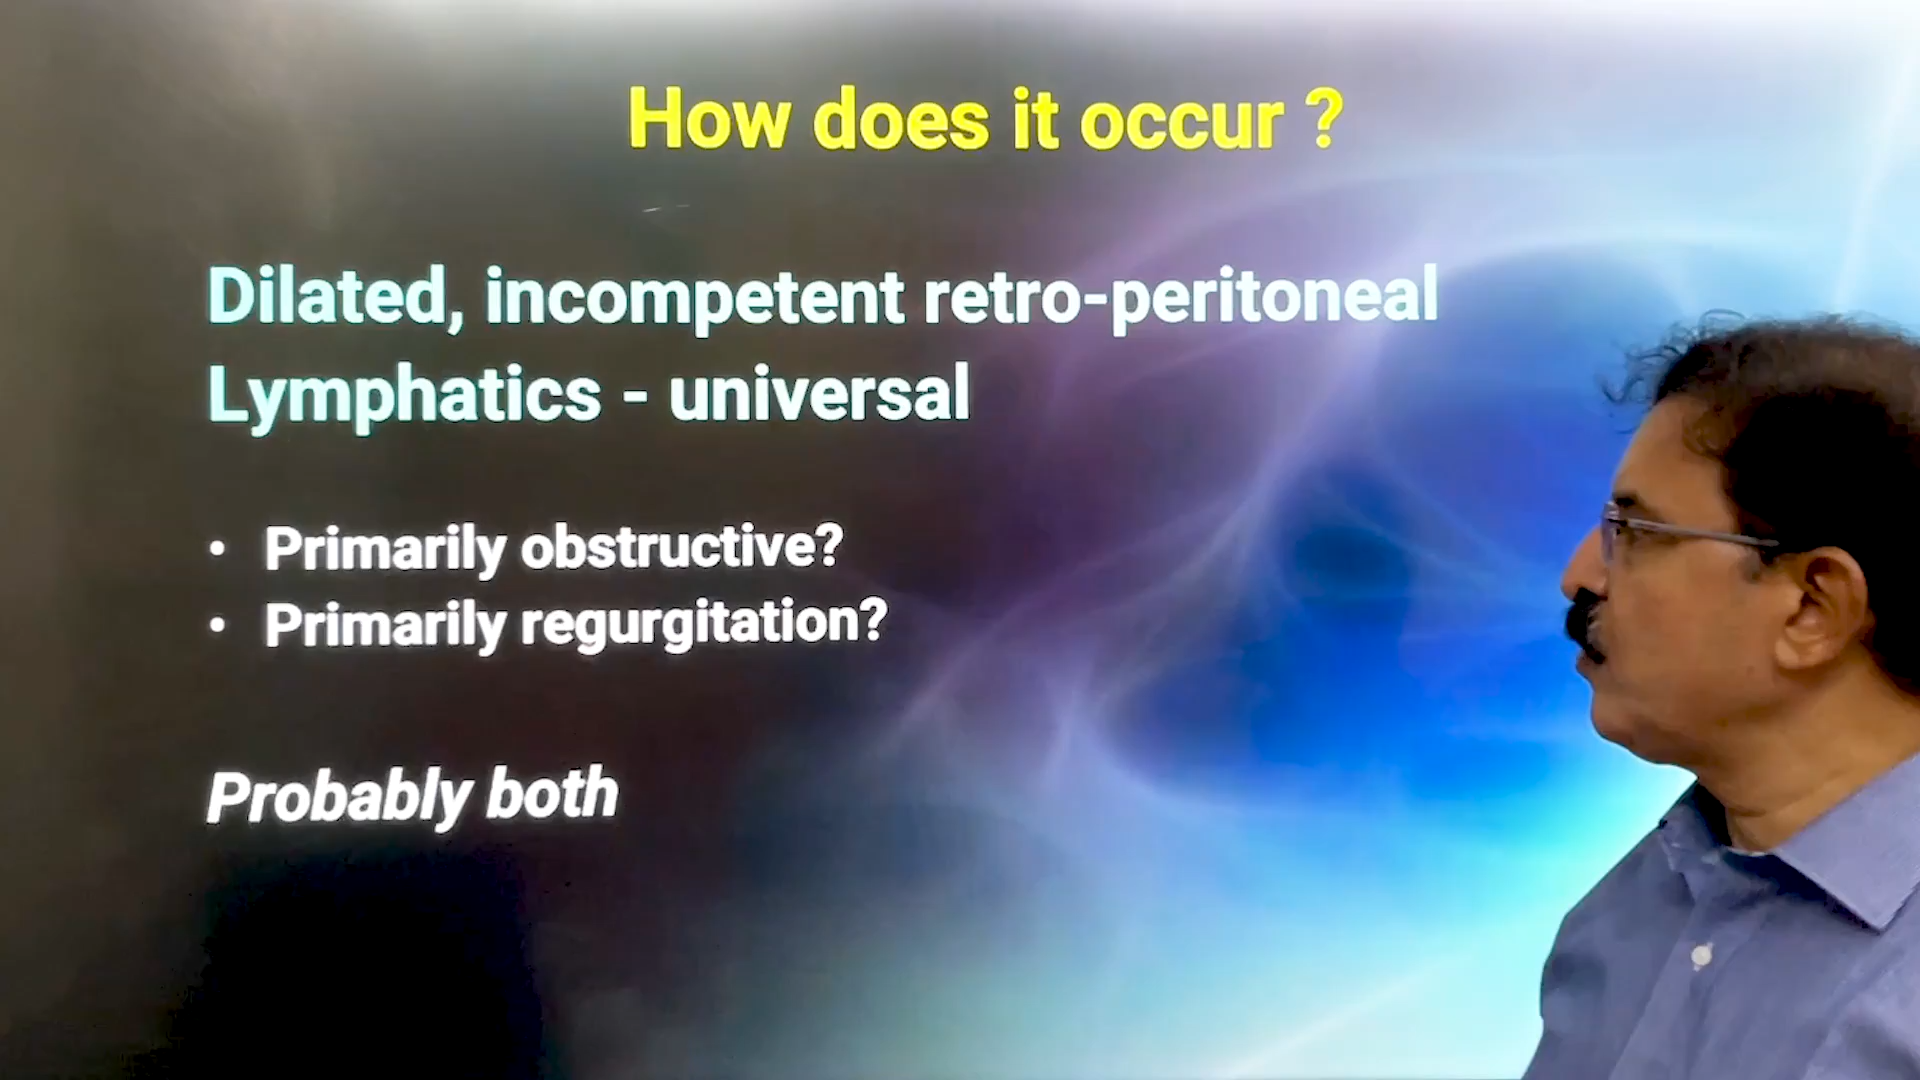 How does it occur ?
Dilated, incompetent retro-peritoneal
Lymphatics - universal
• Primarily obstructive?
• Primarily regurgitation?
Probably both